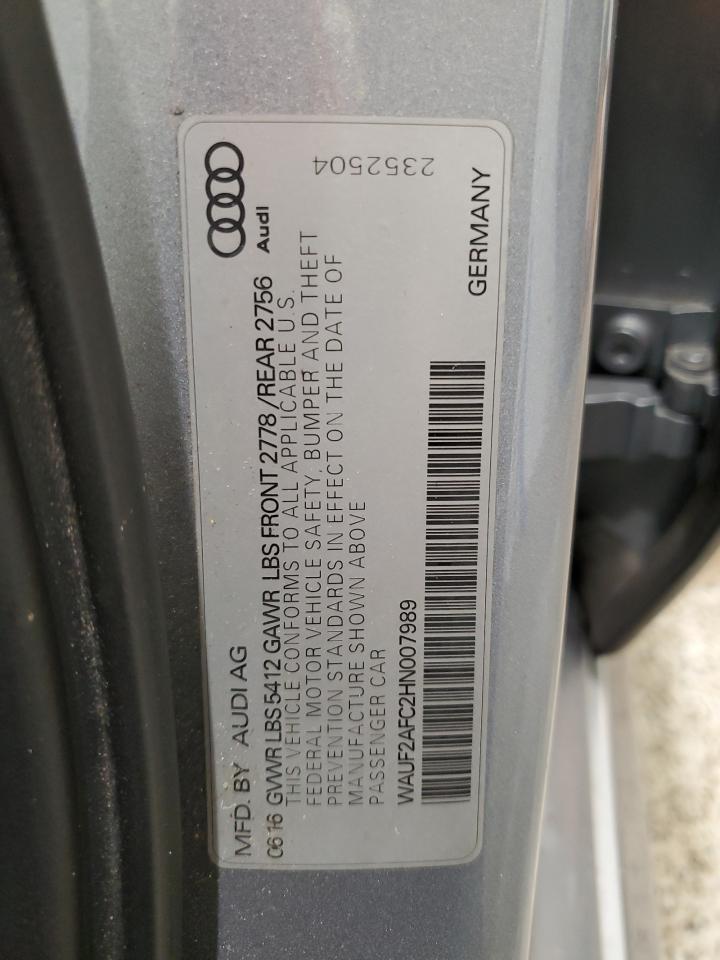 MFD. BY AUDI AG
Audi
06 16 GVWR LBS 5412 GAWR LBS FRONT 2778 /REAR 2756
THIS VEHICLE CONFORMS TO ALL APPLICABLE U.S.
FEDERAL MOTOR VEHICLE SAFETY, BUMPER AND THEFT
PREVENTION STANDARDS IN EFFECT ON THE DATE OF
MANUFACTURE SHOWN ABOVE
PASSENGER CAR
2352504
WAUF2AFC2HN007989
GERMANY